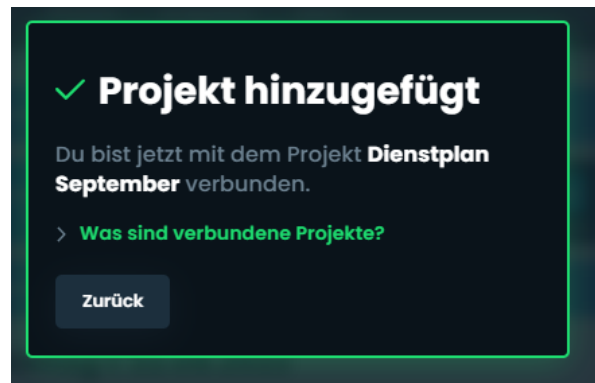 Projekt hinzugefügt
Du bist jetzt mit dem Projekt Dienstplan
September verbunden.
Was sind verbundene Projekte?
Zurück